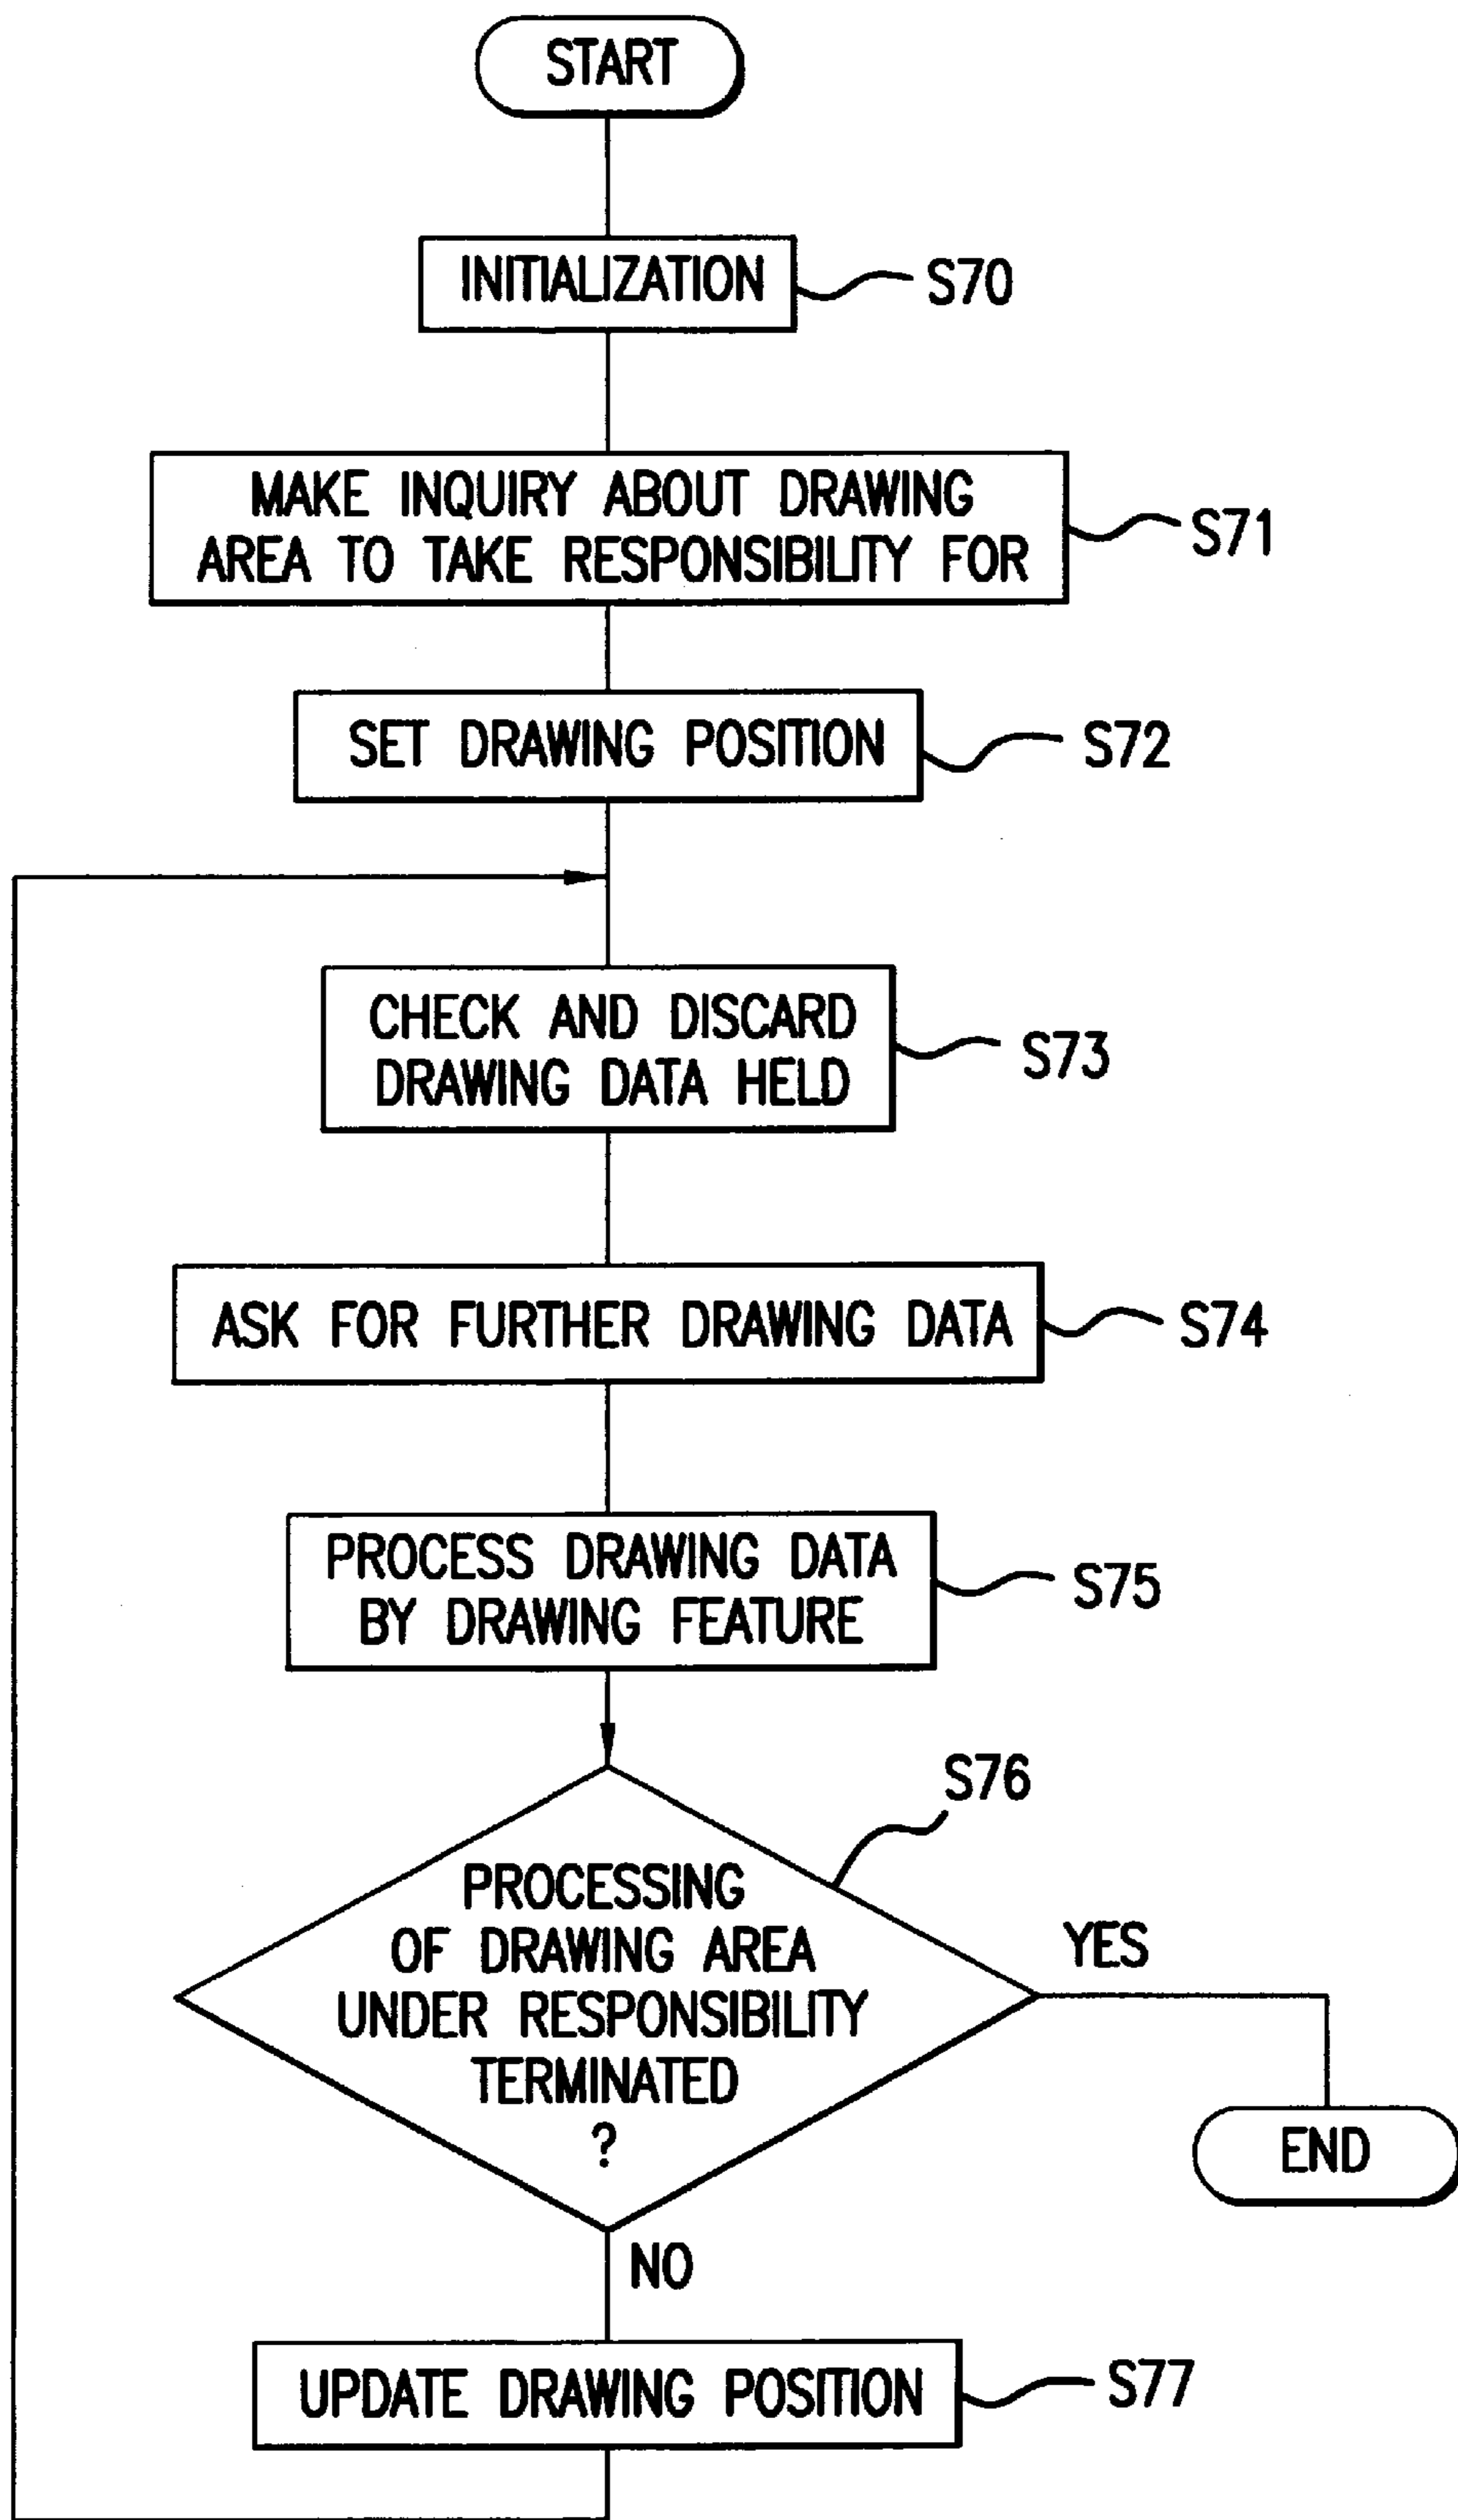 START
INITIALIZATION
S70
MAKE INQUIRY ABOUT DRAWING
AREA TO TAKE RESPONSIBILITY FOR
S71
SET DRAWING POSITION
S72
CHECK AND DISCARD
DRAWING DATA HELD
S73
ASK FOR FURTHER DRAWING DATA
S74
PROCESS DRAWING DATA
BY DRAWING FEATURE
S75
S76
PROCESSING
OF DRAWING AREA
UNDER RESPONSIBILITY
TERMINATED
?
YES
END
NO
UPDATE DRAWING POSITION
S77